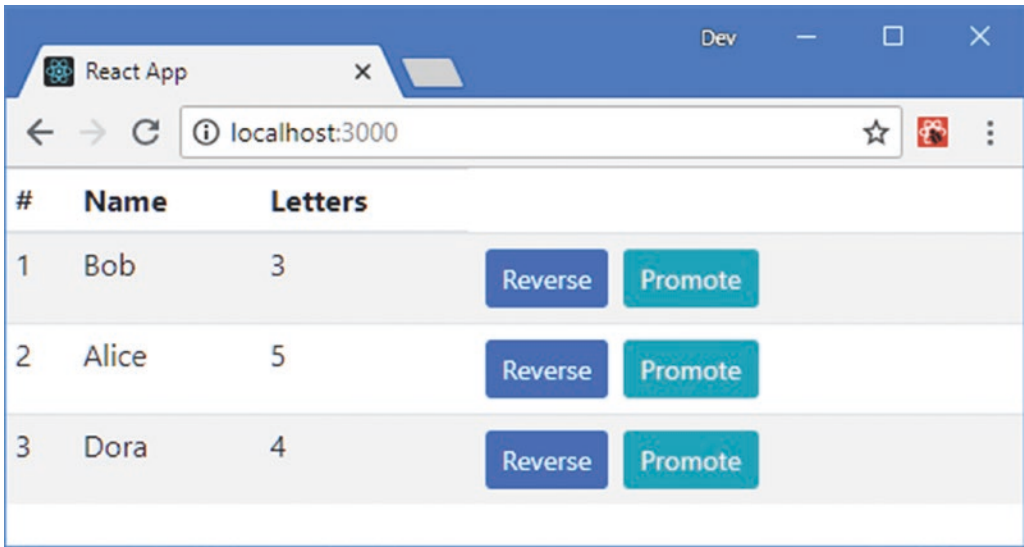 Dev
React App
localhost:3000
# Name Letters
1 Bob 3 Reverse Promote
2 Alice 5 Reverse Promote
3 Dora 4 Reverse Promote